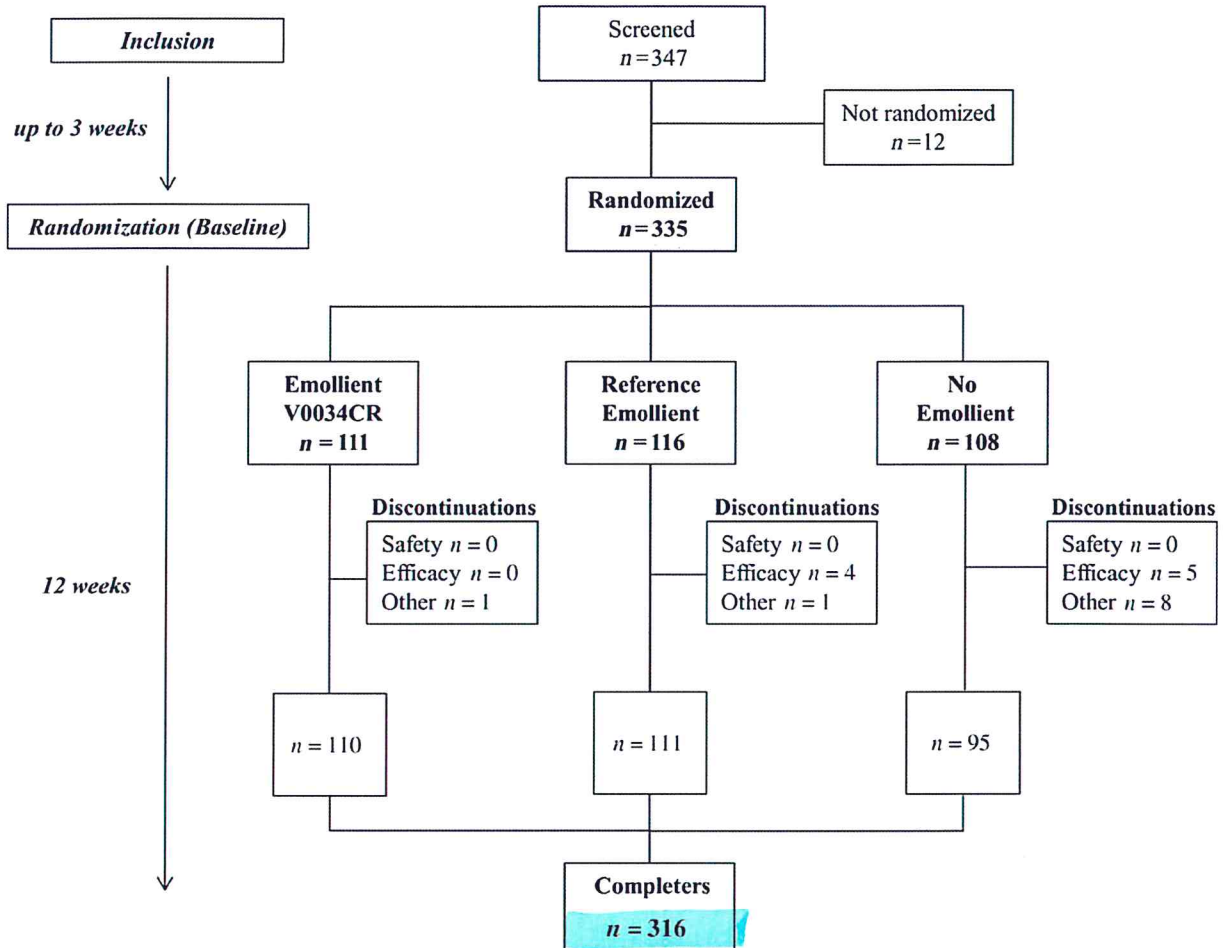 Inclusion
Screened
n=347
up to 3 weeks
Not randomized
n=12
Randomization (Baseline)
Randomized
n=335
Emollient
V0034CR
n = 111
Reference
Emollient
n = 116
No
Emollient
n = 108
Discontinuations
Safety n = 0
Efficacy n = 0
Other n = 1
Discontinuations
Safety n = 0
Efficacy n = 4
Other n = 1
Discontinuations
Safety n = 0
Efficacy n = 5
Other n = 8
12 weeks
n = 110
n = 111
n = 95
Completers
n = 316